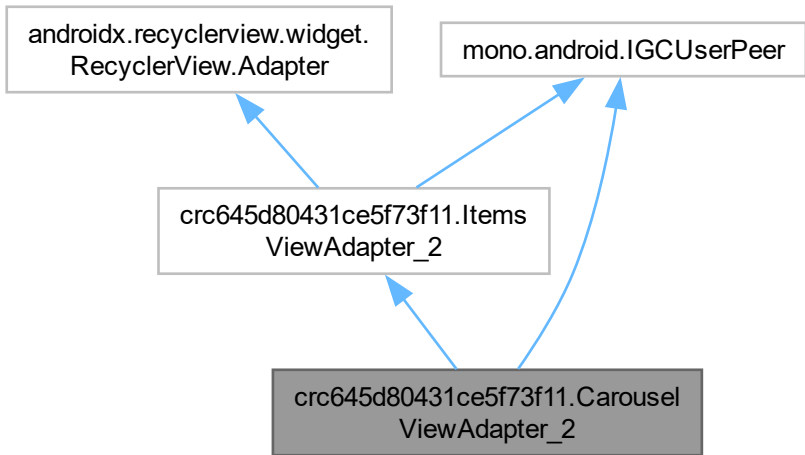 androidx.recyclerview.widget.
RecyclerView.Adapter
mono.android.IGCUserPeer
crc645d80431ce5f73f11.Items
ViewAdapter_2
crc645d80431ce5f73f11.Carousel
ViewAdapter_2